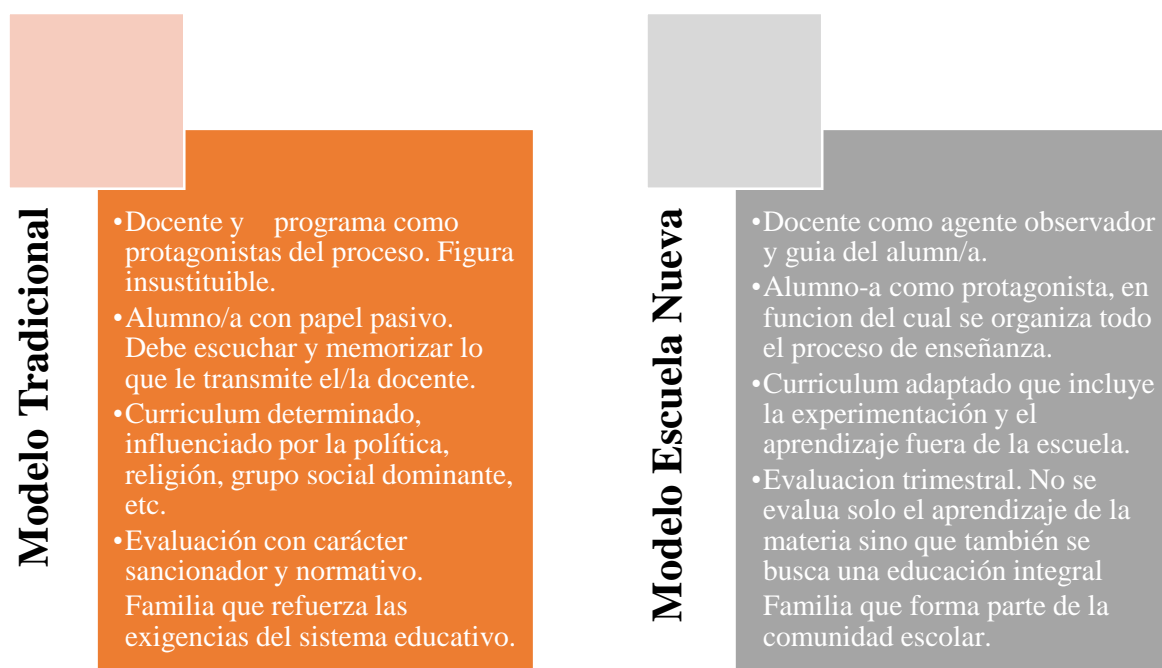 Modelo Tradicional
•Docente y programa como
protagonistas del proceso. Figura
insustituible.
•Alumno/a con papel pasivo.
Debe escuchar y memorizar lo
que le transmite el/la docente.
•Curriculum determinado,
influenciado por la política,
religión, grupo social dominante,
etc.
•Evaluación con carácter
sancionador y normativo.
Familia que refuerza las
exigencias del sistema educativo.
Modelo Escuela Nueva
•Docente como agente observador
y guia del alumn/a.
•Alumno-a como protagonista, en
funcion del cual se organiza todo
el proceso de enseñanza.
•Curriculum adaptado que incluye
la experimentación y el
aprendizaje fuera de la escuela.
•Evaluacion trimestral. No se
evalua solo el aprendizaje de la
materia sino que también se
busca una educación integral
Familia que forma parte de la
comunidad escolar.